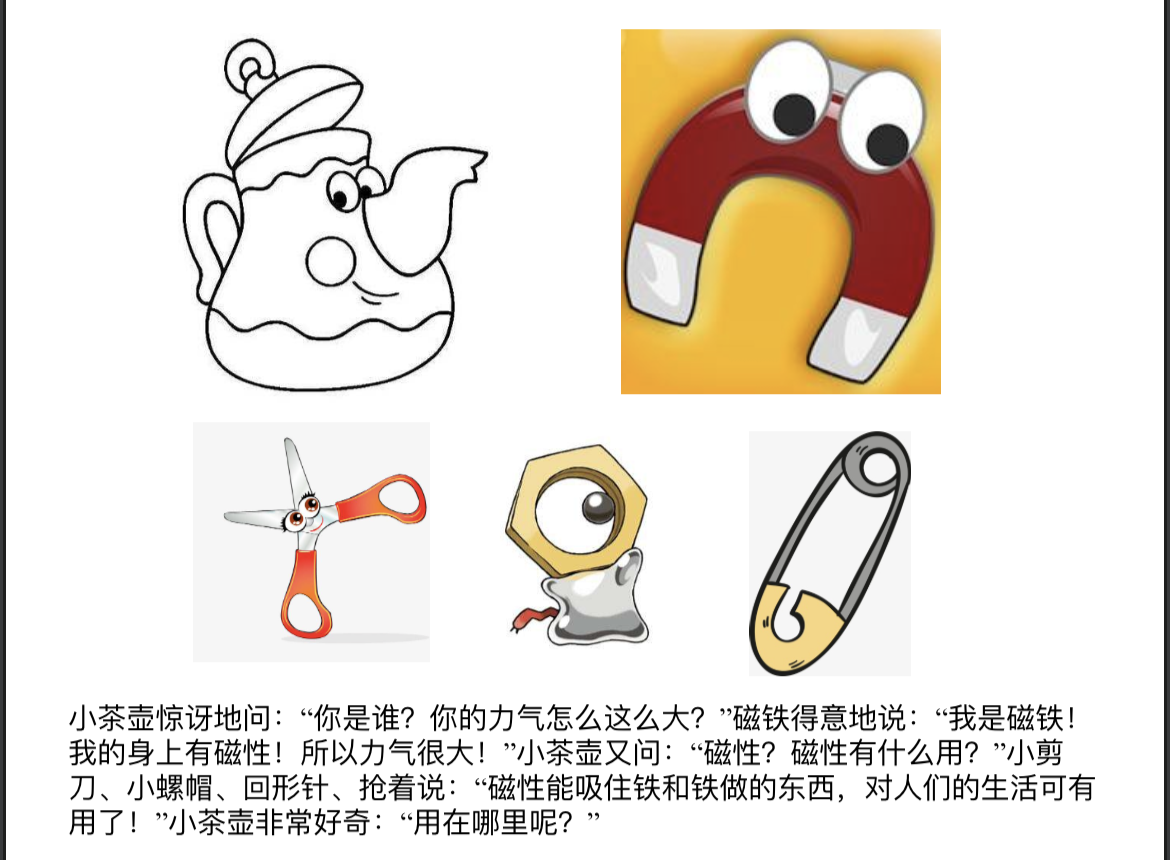 小茶壶惊讶地问：“你是谁？你的力气怎么这么大？”磁铁得意地说：“我是磁铁！
我的身上有磁性！所以力气很大！”小茶壶又问：“磁性？磁性有什么用？”小剪
刀、小螺帽、回形针、抢着说：“磁性能吸住铁和铁做的东西，对人们的生活可有
用了！”小茶壶非常好奇：“用在哪里呢？”